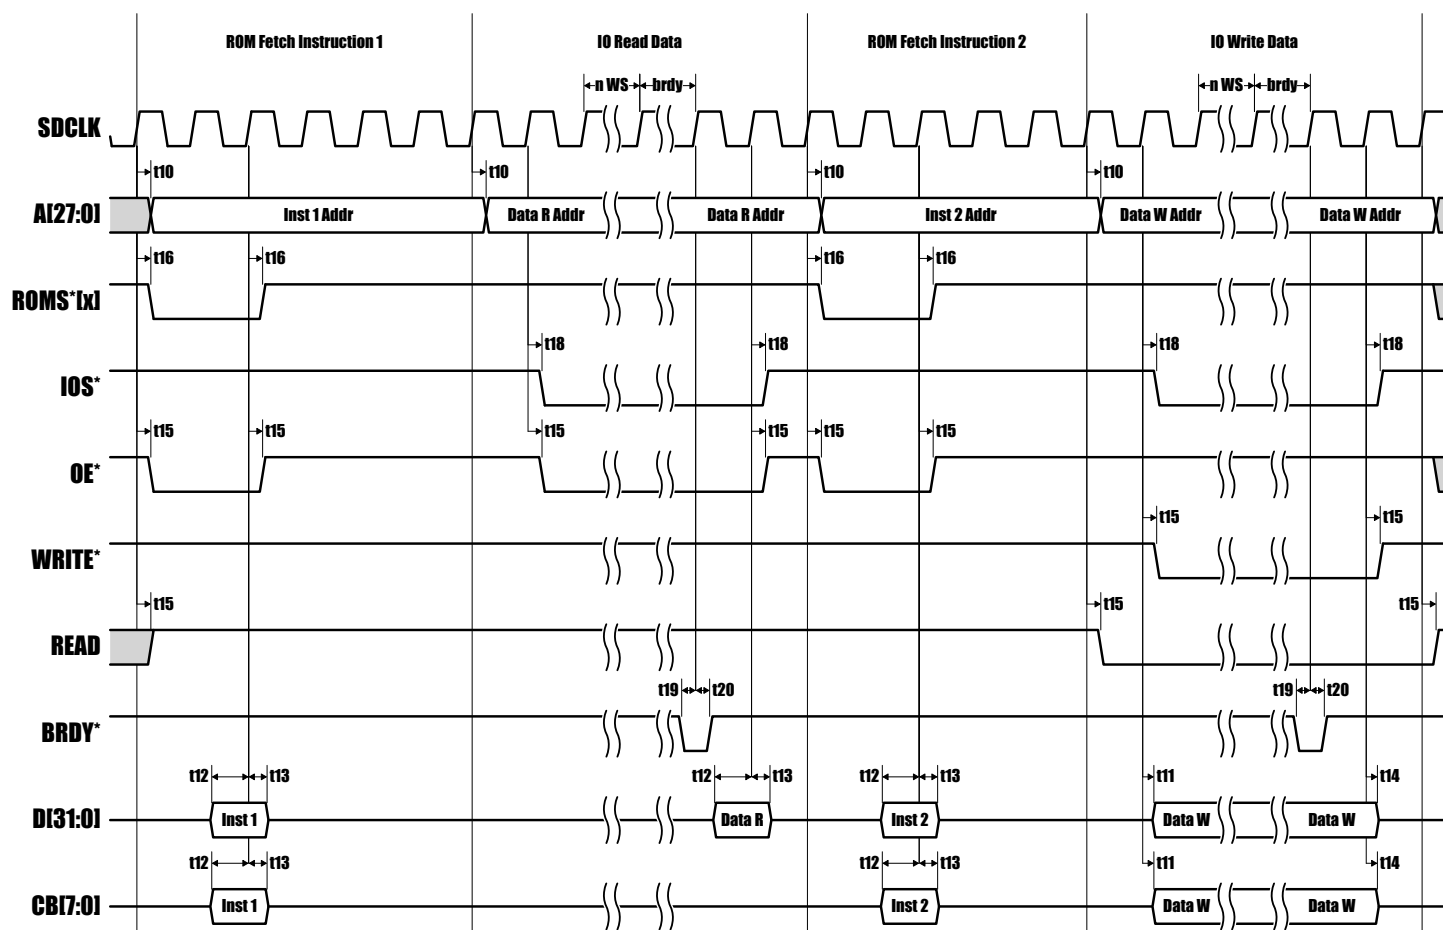 ROM Fetch Instruction 1 IO Read Data ROM Fetch Instruction 2 IO Write Data
n WS brdy n WS brdy
SDCLK
t10 t10 t10 t10
A[27:0] Inst 1 Addr Data R Addr Data R Addr Inst 2 Addr Data W Addr Data W Addr
t16 t16 t16 t16
ROMS*[x]
t18 t18 t18 t18
IOS*
t15 t15 t15 t15 t15 t15
OE*
t15 t15
WRITE*
t15 t15 t15
READ
t19 t20 t19 t20
BRDY*
t12 t13 t12 t13 t12 t13 t11 t14
D[31:0] Inst 1 Data R Inst 2 Data W Data W
t12 t13 t12 t13 t11 t14
CB[7:0] Inst 1 Inst 2 Data W Data W